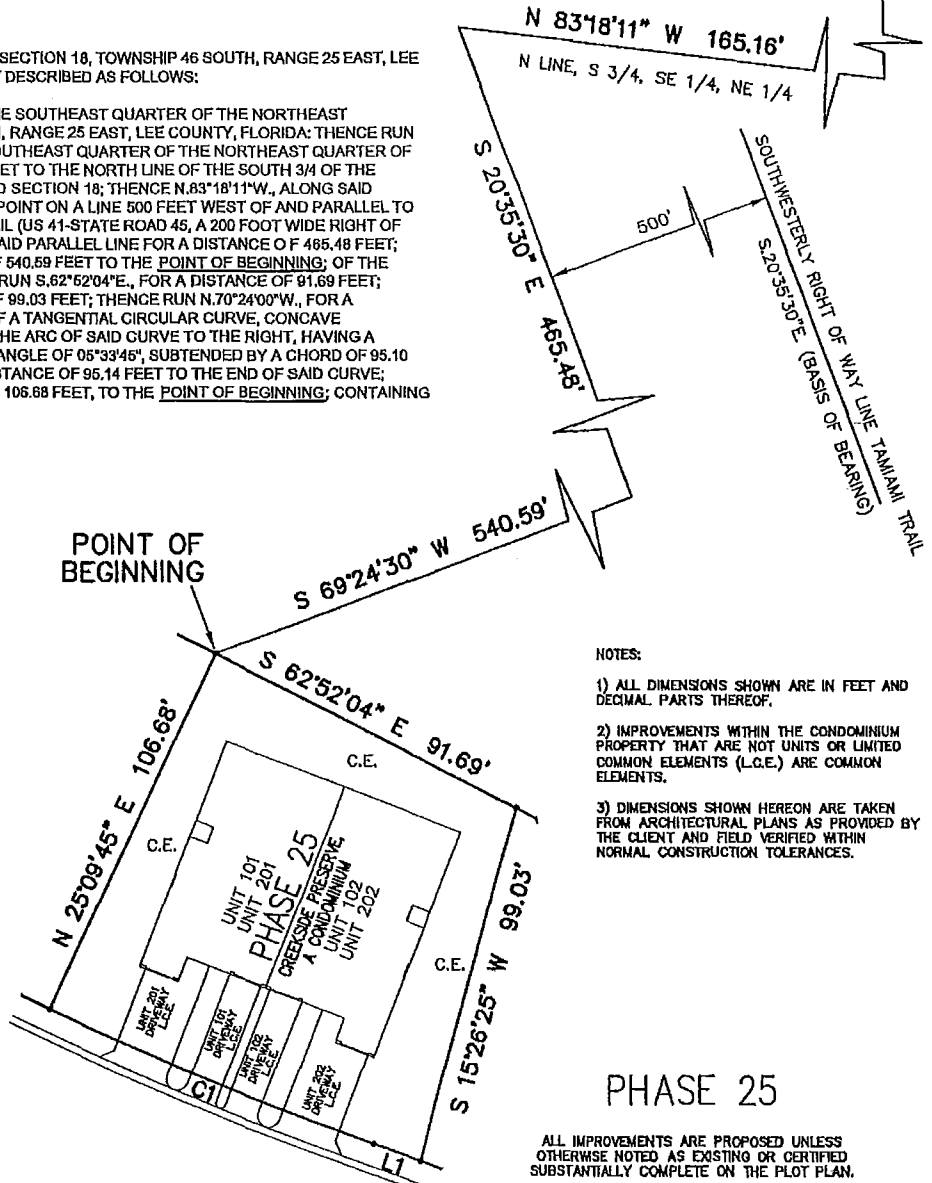 SECTION 18, TOWNSHIP 46 SOUTH, RANGE 25 EAST, LEE
DESCRIBED AS FOLLOWS:
SOUTHEAST QUARTER OF THE NORTHEAST
RANGE 25 EAST, LEE COUNTY, FLORIDA: THENCE RUN
QUARTER OF THE NORTHEAST QUARTER OF
TO THE NORTH LINE OF THE SOUTH 3/4 OF THE
SECTION 18; THENCE N.83°18'11"W., ALONG SAID
POINT ON A LINE 500 FEET WEST OF AND PARALLEL TO
(US 41-STATE ROAD 45, A 200 FOOT WIDE RIGHT OF
SAID PARALLEL LINE FOR A DISTANCE O F 465.48 FEET;
540.59 FEET TO THE POINT OF BEGINNING; OF THE
RUN S.62°52'04"E., FOR A DISTANCE OF 91.69 FEET;
99.03 FEET; THENCE RUN N.70°24'00"W., FOR A
A TANGENTIAL CIRCULAR CURVE, CONCAVE
THE ARC OF SAID CURVE TO THE RIGHT, HAVING A
ANGLE OF 05°33'45", SUBTENDED BY A CHORD OF 95.10
OF 95.14 FEET TO THE END OF SAID CURVE;
106.68 FEET, TO THE POINT OF BEGINNING; CONTAINING
N 83°18'11" W 165.16'
N LINE, S 3/4, SE 1/4, NE 1/4
S 20°35'30" E 465.48'
500'
SOUTHWESTERLY RIGHT OF WAY LINE TAMIAMI TRAIL
S.20°35'30"E (BASIS OF BEARING)
S 69°24'30" W 540.59'
POINT OF
BEGINNING
S 62°52'04" E 91.69'
N 25°09'45" E 106.68'
S 15°26'25" W 99.03'
C.E.
C.E.
C.E.
UNIT 101
UNIT 201
PHASE 25
CREEKSIDE PRESERVE,
A CONDOMINIUM
UNIT 102
UNIT 202
UNIT 201
DRIVEWAY
L.C.E.
UNIT 101
DRIVEWAY
L.C.E.
UNIT 102
DRIVEWAY
L.C.E.
UNIT 202
DRIVEWAY
L.C.E.
C1
L1
NOTES:
1) ALL DIMENSIONS SHOWN ARE IN FEET AND
DECIMAL PARTS THEREOF.
2) IMPROVEMENTS WITHIN THE CONDOMINIUM
PROPERTY THAT ARE NOT UNITS OR LIMITED
COMMON ELEMENTS (L.C.E.) ARE COMMON
ELEMENTS.
3) DIMENSIONS SHOWN HEREON ARE TAKEN
FROM ARCHITECTURAL PLANS AS PROVIDED BY
THE CLIENT AND FIELD VERIFIED WITHIN
NORMAL CONSTRUCTION TOLERANCES.
PHASE 25
ALL IMPROVEMENTS ARE PROPOSED UNLESS
OTHERWISE NOTED AS EXISTING OR CERTIFIED
SUBSTANTIALLY COMPLETE ON THE PLOT PLAN.